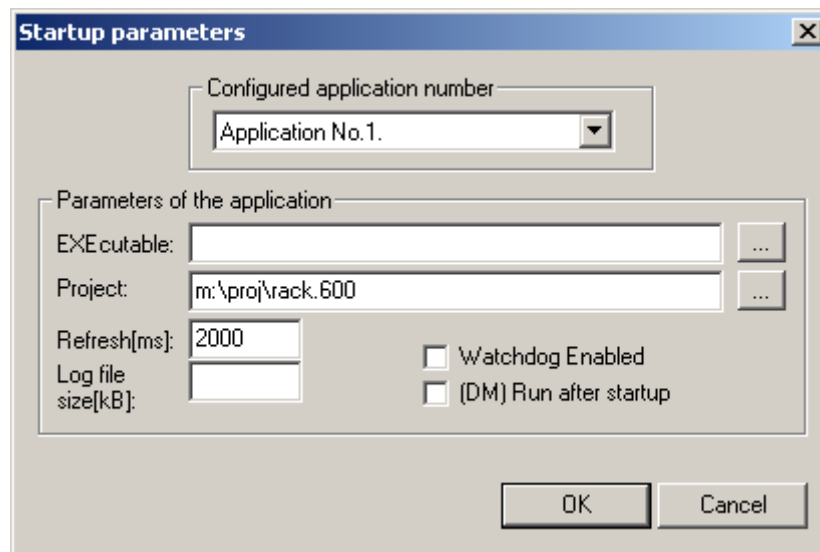 Startup parameters
Configured application number
Application No.1.
Parameters of the application
EXEcutable:
...
Project:
m:\proj\rack.600
...
Refresh[ms]:
2000
Watchdog Enabled
Log file
size[kB]:
(DM) Run after startup
OK
Cancel